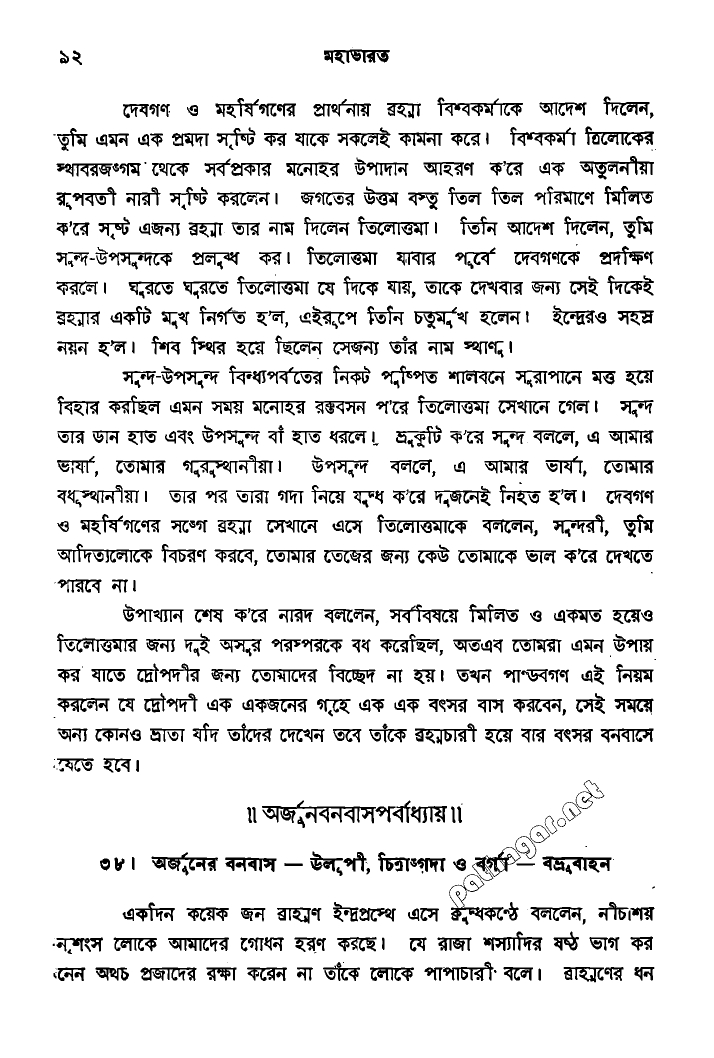 ৯২ মহাভারত
দেবগণ ও মহর্ষিগণের প্রার্থনায় ব্রহ্মা বিশ্বকর্মাকে আদেশ দিলেন,
তুমি এমন এক প্রমদা সৃষ্টি কর যাকে সকলেই কামনা করে। বিশ্বকর্মা ত্রিলোকের
স্থাবরজঙ্গম থেকে সর্বপ্রকার মনোহর উপাদান আহরণ ক'রে এক অতুলনীয়া
রূপবতী নারী সৃষ্টি করলেন। জগতের উত্তম বস্তু তিল তিল পরিমাণে মিলিত
ক'রে সৃষ্ট এজন্য ব্রহ্মা তার নাম দিলেন তিলোত্তমা। তিনি আদেশ দিলেন, তুমি
সুন্দ-উপসুন্দকে প্রলুব্ধ কর। তিলোত্তমা যাবার পূর্বে দেবগণকে প্রদক্ষিণ
করলে। ঘুরতে ঘুরতে তিলোত্তমা যে দিকে যায়, তাকে দেখবার জন্য সেই দিকেই
ব্রহ্মার একটি মুখ নির্গত হ'ল, এইরূপে তিনি চতুর্মুখ হলেন। ইন্দ্রেরও সহস্র
নয়ন হ'ল। শিব স্থির হয়ে ছিলেন সেজন্য তাঁর নাম স্থাণু।
সুন্দ-উপসুন্দ বিন্ধ্যপর্বতের নিকট পুষ্পিত শালবনে সুরাপানে মত্ত হয়ে
বিহার করছিল এমন সময় মনোহর রক্তবসন প'রে তিলোত্তমা সেখানে গেল। সুন্দ
তার ডান হাত এবং উপসুন্দ বাঁ হাত ধরলে। ভ্রূকুটি ক'রে সুন্দ বললে, এ আমার
ভার্যা, তোমার গুরুস্থানীয়া। উপসুন্দ বললে, এ আমার ভার্যা, তোমার
বধূস্থানীয়া। তার পর তারা গদা নিয়ে যুদ্ধ ক'রে দুজনেই নিহত হ'ল। দেবগণ
ও মহর্ষিগণের সঙ্গে ব্রহ্মা সেখানে এসে তিলোত্তমাকে বললেন, সুন্দরী, তুমি
আদিত্যলোকে বিচরণ করবে, তোমার তেজের জন্য কেউ তোমাকে ভাল ক'রে দেখতে
পারবে না।
উপাখ্যান শেষ ক'রে নারদ বললেন, সর্ববিষয়ে মিলিত ও একমত হয়েও
তিলোত্তমার জন্য দুই অসুর পরস্পরকে বধ করেছিল, অতএব তোমরা এমন উপায়
কর যাতে দ্রৌপদীর জন্য তোমাদের বিচ্ছেদ না হয়। তখন পাণ্ডবগণ এই নিয়ম
করলেন যে দ্রৌপদী এক একজনের গৃহে এক এক বৎসর বাস করবেন, সেই সময়ে
অন্য কোনও ভ্রাতা যদি তাঁদের দেখেন তবে তাঁকে ব্রহ্মচারী হয়ে বার বৎসর বনবাসে
যেতে হবে।
॥ অর্জুনবনবাসপর্বাধ্যায়॥
৩৮। অর্জুনের বনবাস — উলূপী, চিত্রাঙ্গদা ও বর্গা — বভ্রুবাহন
একদিন কয়েক জন ব্রাহ্মণ ইন্দ্রপ্রস্থে এসে ক্রুদ্ধকণ্ঠে বললেন, নীচাশয়
নৃশংস লোকে আমাদের গোধন হরণ করছে। যে রাজা শস্যাদির ষষ্ঠ ভাগ কর
নেন অথচ প্রজাদের রক্ষা করেন না তাঁকে লোকে পাপাচারী বলে। ব্রাহ্মণের ধন
pathagar.net